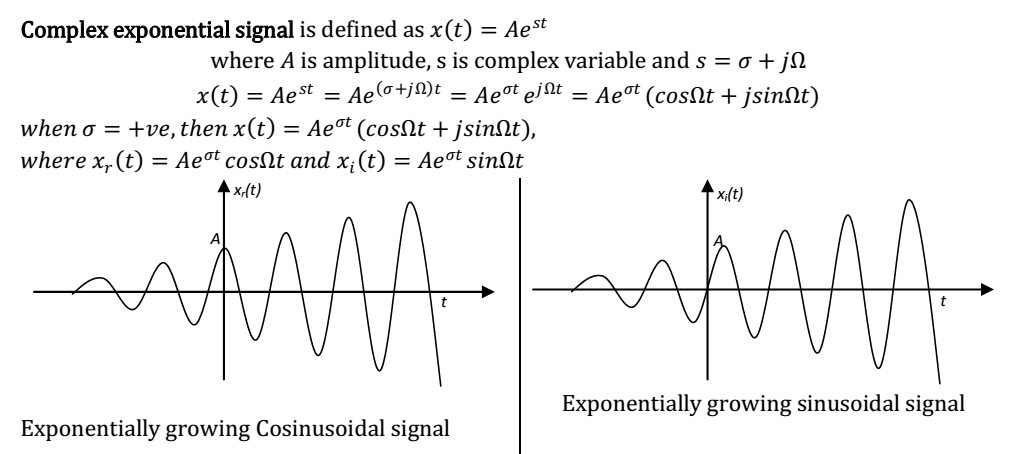 Complex exponential signal is defined as x(t) = Ae^{st}
where A is amplitude, s is complex variable and s = σ + jΩ
x(t) = Ae^{st} = Ae^{(σ+jΩ)t} = Ae^{σt} e^{jΩt} = Ae^{σt} (cosΩt + jsinΩt)
when σ = +ve, then x(t) = Ae^{σt} (cosΩt + jsinΩt),
where x_r(t) = Ae^{σt} cosΩt and x_i(t) = Ae^{σt} sinΩt
x_r(t)
A
t
Exponentially growing Cosinusoidal signal
x_i(t)
A
t
Exponentially growing sinusoidal signal